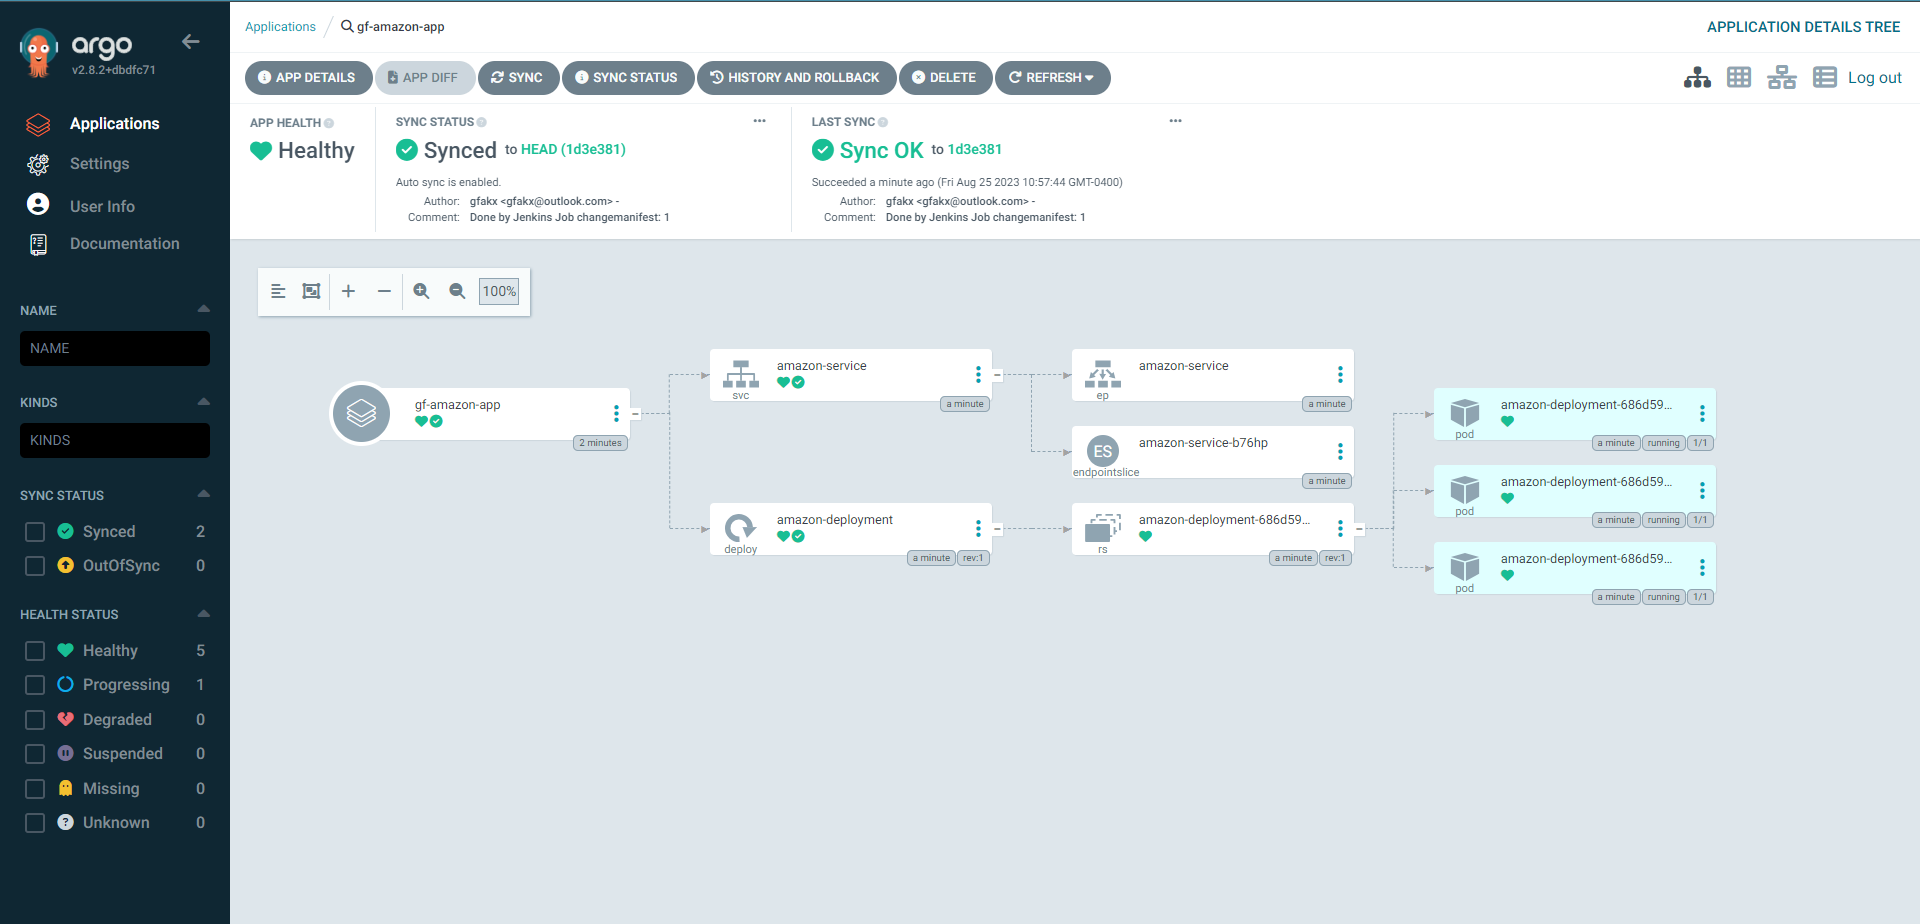 argo
v2.8.2+dbdfc71
Applications
Settings
User Info
Documentation
NAME
NAME
KINDS
KINDS
SYNC STATUS
Synced 2
OutOfSync 0
HEALTH STATUS
Healthy 5
Progressing 1
Degraded 0
Suspended 0
Missing 0
Unknown 0
Applications / gf-amazon-app
APPLICATION DETAILS TREE
APP DETAILS APP DIFF SYNC SYNC STATUS HISTORY AND ROLLBACK DELETE REFRESH
Log out
APP HEALTH
Healthy
SYNC STATUS
Synced to HEAD (1d3e381)
Auto sync is enabled.
Author: gfakx <gfakx@outlook.com> -
Comment: Done by Jenkins Job changemanifest: 1
LAST SYNC
Sync OK to 1d3e381
Succeeded a minute ago (Fri Aug 25 2023 10:57:44 GMT-0400)
Author: gfakx <gfakx@outlook.com> -
Comment: Done by Jenkins Job changemanifest: 1
100%
gf-amazon-app
2 minutes
amazon-service
svc
a minute
amazon-deployment
deploy
a minute rev:1
amazon-service
ep
a minute
ES
amazon-service-b76hp
endpointslice
a minute
amazon-deployment-686d59...
rs
a minute rev:1
amazon-deployment-686d59...
pod
a minute running 1/1
amazon-deployment-686d59...
pod
a minute running 1/1
amazon-deployment-686d59...
pod
a minute running 1/1